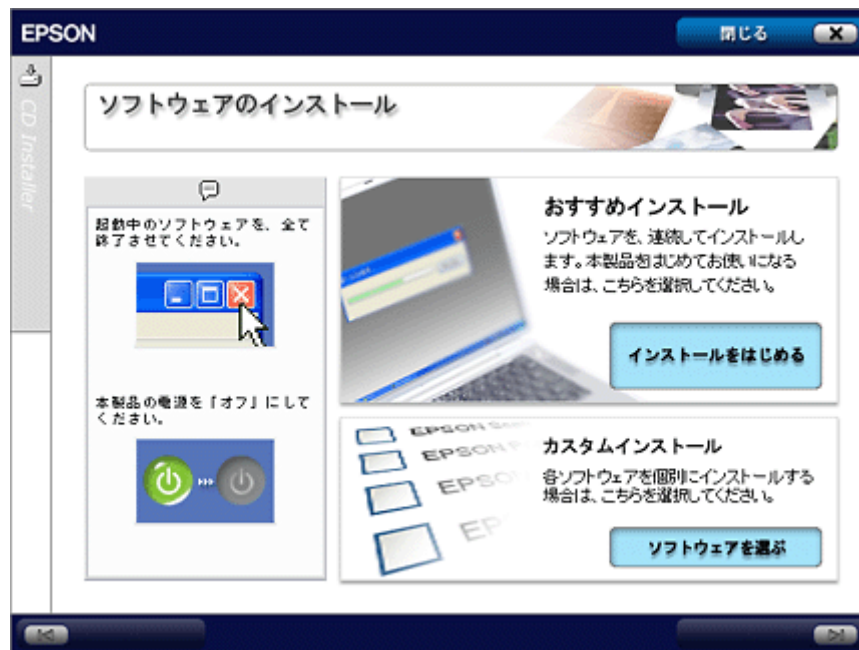 EPSON
閉じる
CD Installer
ソフトウェアのインストール
起動中のソフトウェアを、全て
終了させてください。
本製品の電源を「オフ」にして
ください。
おすすめインストール
ソフトウェアを、連続してインストールし
ます。本製品をはじめてお使いになる
場合は、こちらを選択してください。
インストールをはじめる
EPSON
EPSON
EPSO
EP
カスタムインストール
各ソフトウェアを個別にインストールする
場合は、こちらを選択してください。
ソフトウェアを選ぶ